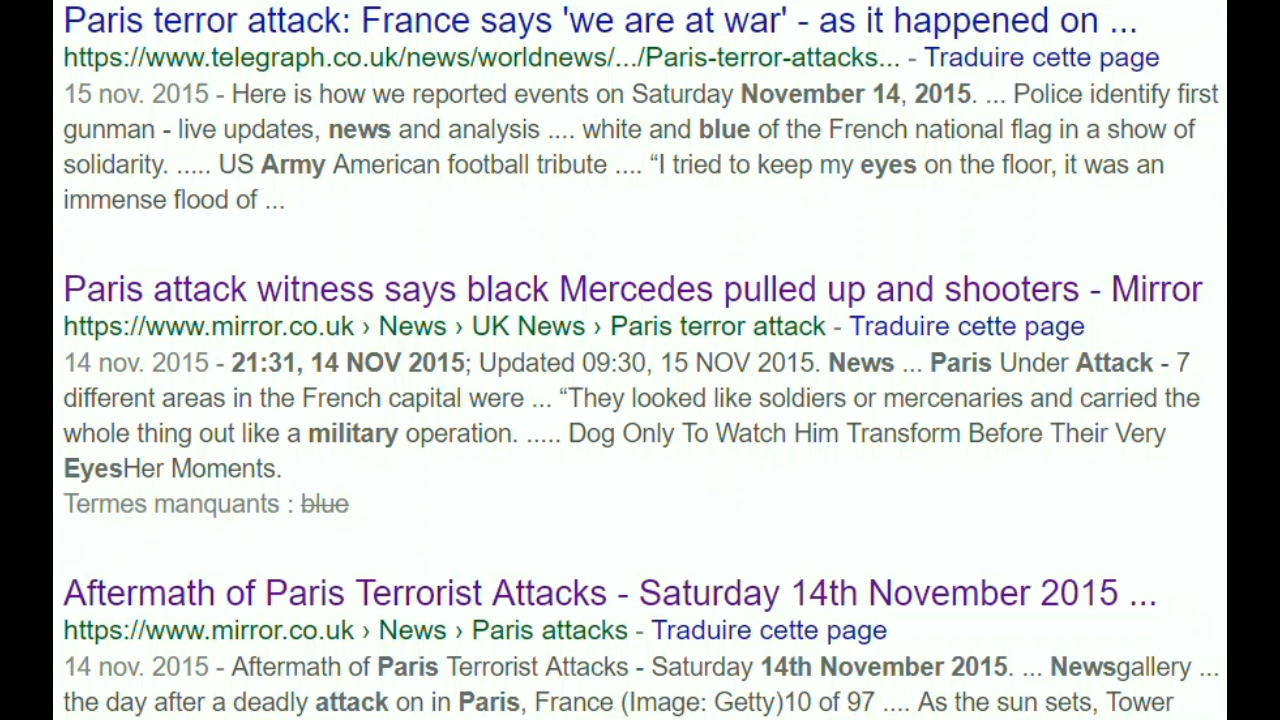 Paris terror attack: France says 'we are at war' - as it happened on ...
https://www.telegraph.co.uk/news/worldnews/.../Paris-terror-attacks... - Traduire cette page
15 nov. 2015 - Here is how we reported events on Saturday November 14, 2015. ... Police identify first
gunman - live updates, news and analysis .... white and blue of the French national flag in a show of
solidarity. ..... US Army American football tribute .... “I tried to keep my eyes on the floor, it was an
immense flood of ...
Paris attack witness says black Mercedes pulled up and shooters - Mirror
https://www.mirror.co.uk › News › UK News › Paris terror attack - Traduire cette page
14 nov. 2015 - 21:31, 14 NOV 2015; Updated 09:30, 15 NOV 2015. News ... Paris Under Attack - 7
different areas in the French capital were ... “They looked like soldiers or mercenaries and carried the
whole thing out like a military operation. ..... Dog Only To Watch Him Transform Before Their Very
EyesHer Moments.
Termes manquants : blue
Aftermath of Paris Terrorist Attacks - Saturday 14th November 2015 ...
https://www.mirror.co.uk › News › Paris attacks - Traduire cette page
14 nov. 2015 - Aftermath of Paris Terrorist Attacks - Saturday 14th November 2015. ... Newsgallery ...
the day after a deadly attack on in Paris, France (Image: Getty)10 of 97 .... As the sun sets, Tower